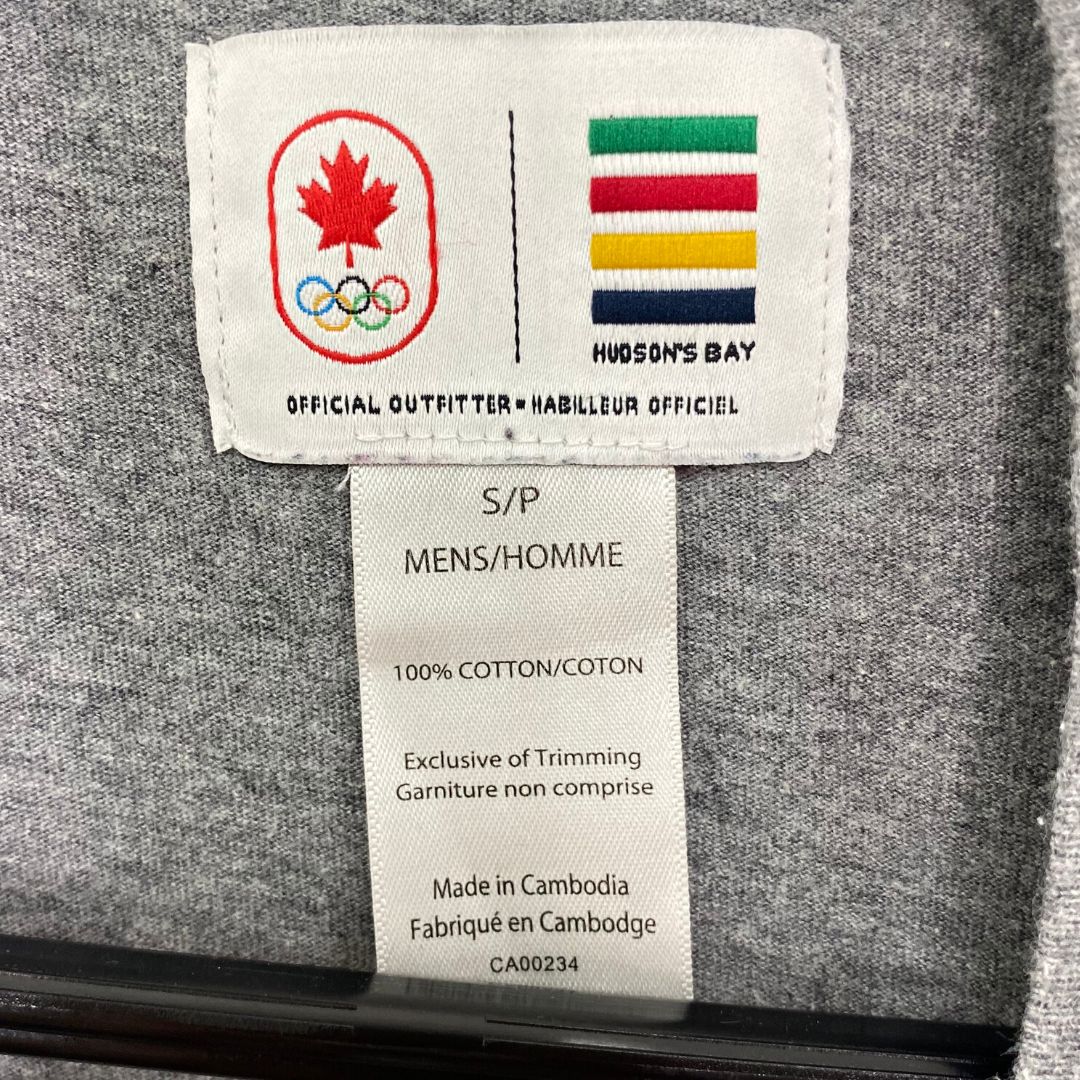 HUDSON'S BAY
OFFICIAL OUTFITTER • HABILLEUR OFFICIEL
S/P
MENS/HOMME
100% COTTON/COTON
Exclusive of Trimming
Garniture non comprise
Made in Cambodia
Fabriqué en Cambodge
CA00234